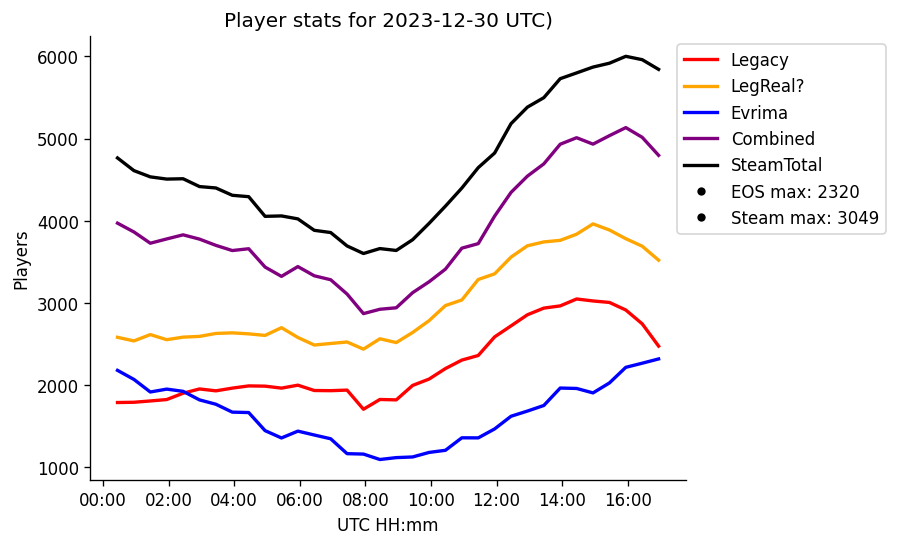 Player stats for 2023-12-30 UTC)
6000
5000
4000
3000
2000
1000
Players
00:00 02:00 04:00 06:00 08:00 10:00 12:00 14:00 16:00
UTC HH:mm
Legacy
LegReal?
Evrima
Combined
SteamTotal
EOS max: 2320
Steam max: 3049